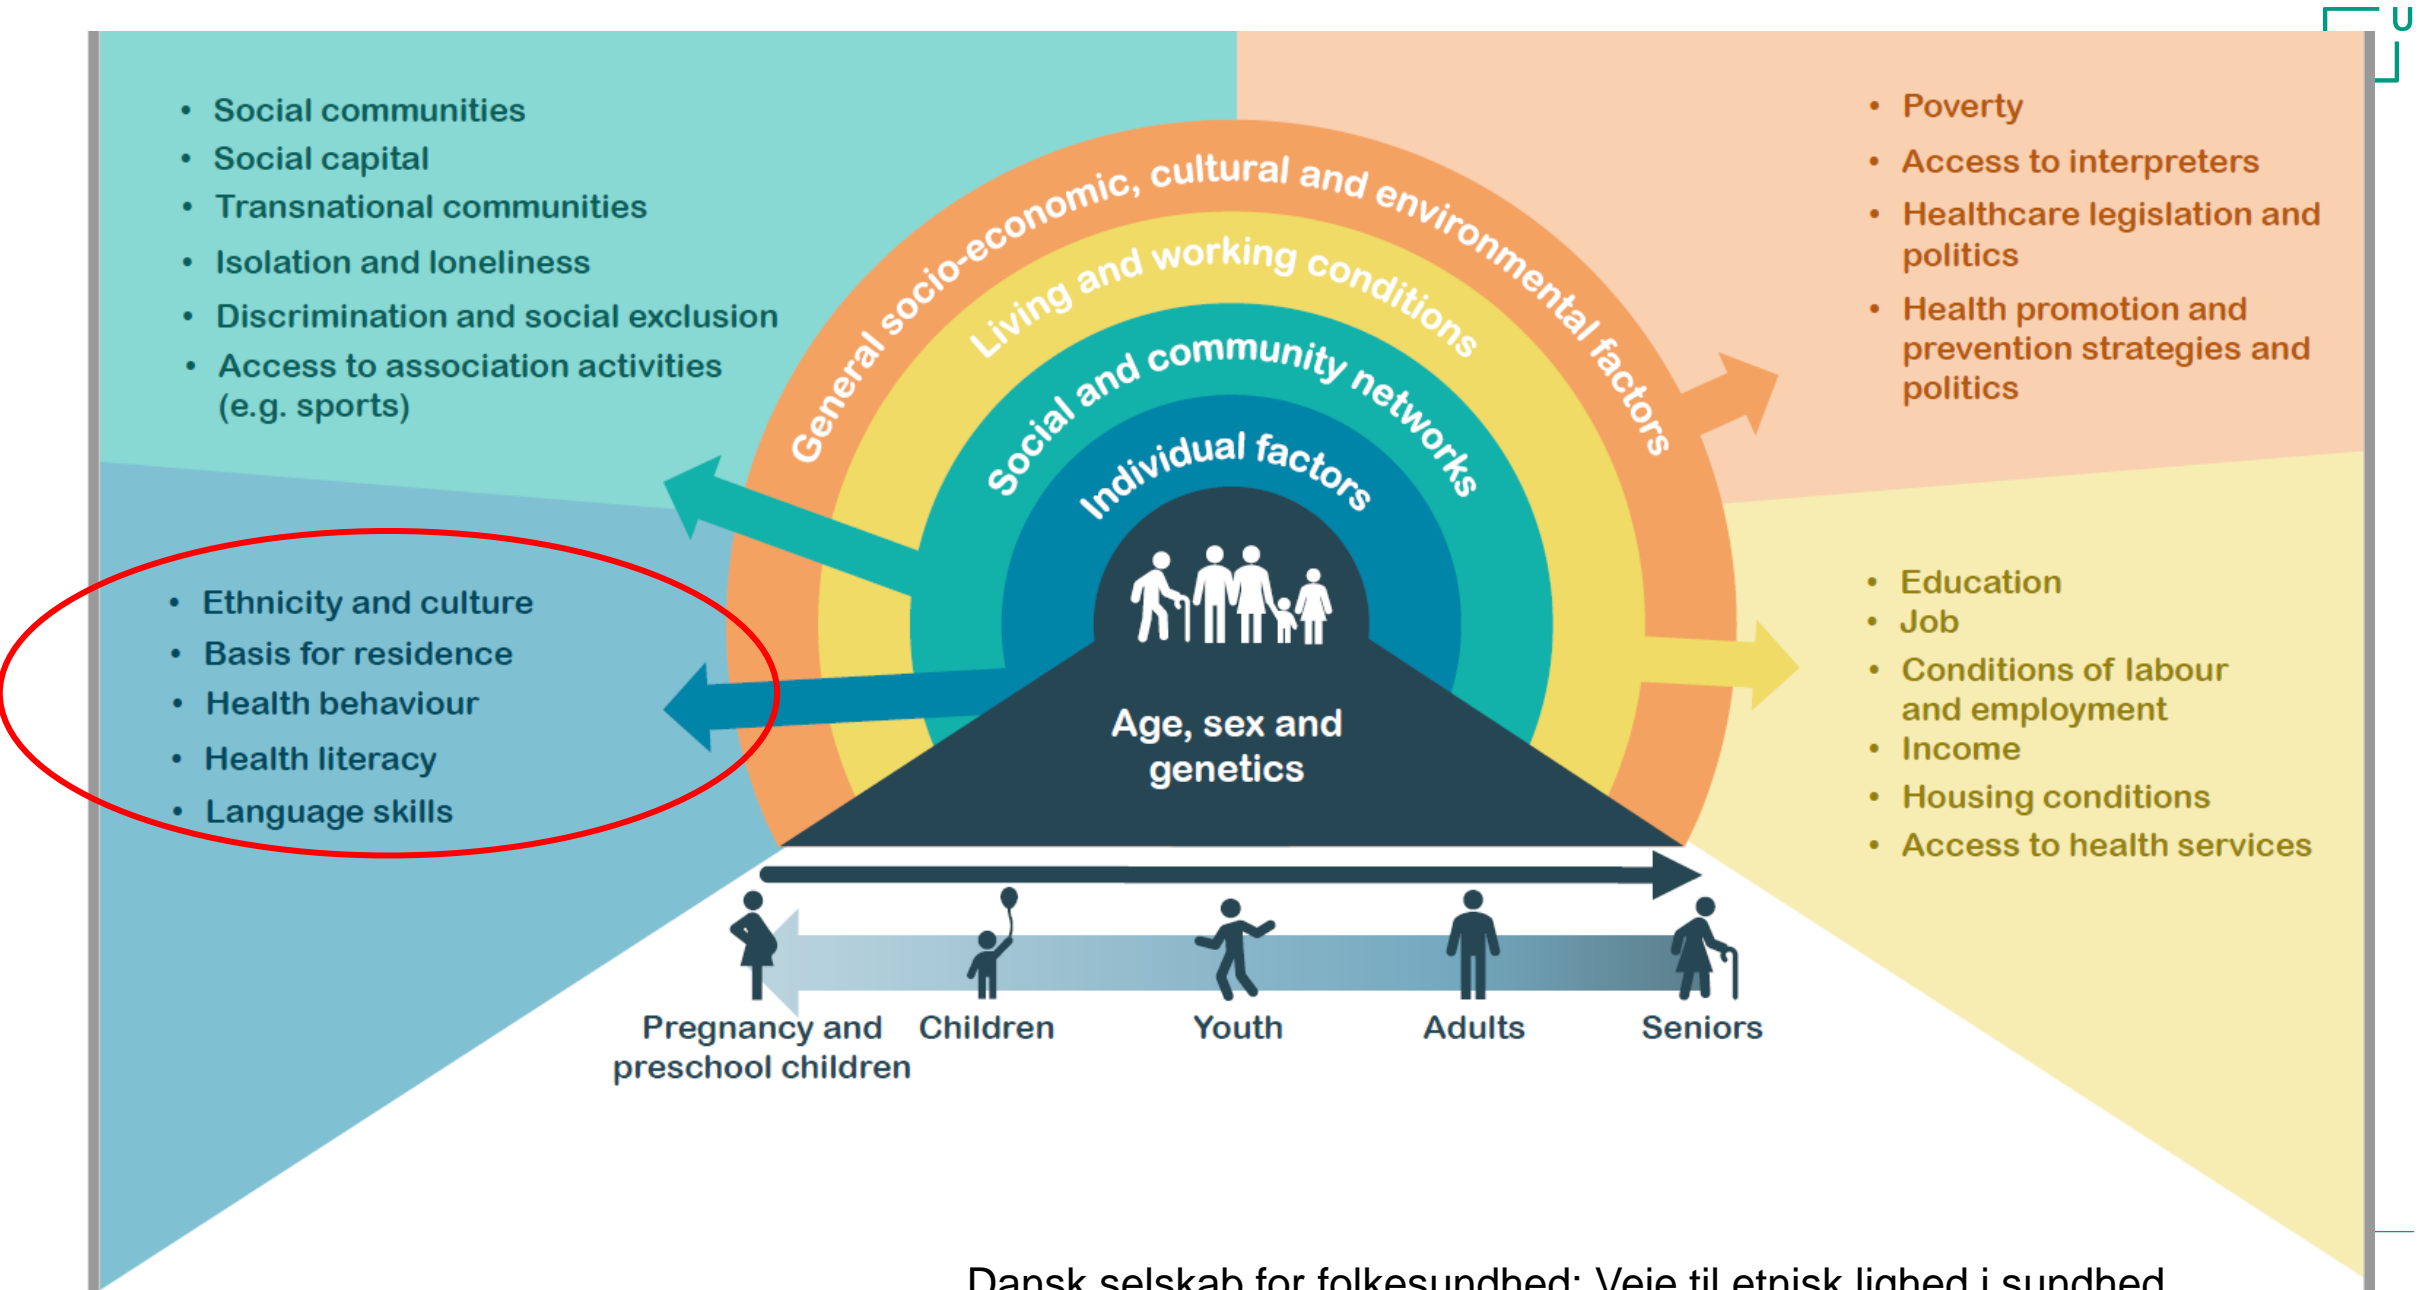 U
• Social communities
• Social capital
• Transnational communities
• Isolation and loneliness
• Discrimination and social exclusion
• Access to association activities
(e.g. sports)
• Ethnicity and culture
• Basis for residence
• Health behaviour
• Health literacy
• Language skills
General socio-economic, cultural and environmental factors
Living and working conditions
Social and community networks
Individual factors
Age, sex and
genetics
• Poverty
• Access to interpreters
• Healthcare legislation and
politics
• Health promotion and
prevention strategies and
politics
• Education
• Job
• Conditions of labour
and employment
• Income
• Housing conditions
• Access to health services
Pregnancy and
preschool children
Children
Youth
Adults
Seniors
Dansk selskab for folkesundhed: Veje til etnisk lighed i sundhed